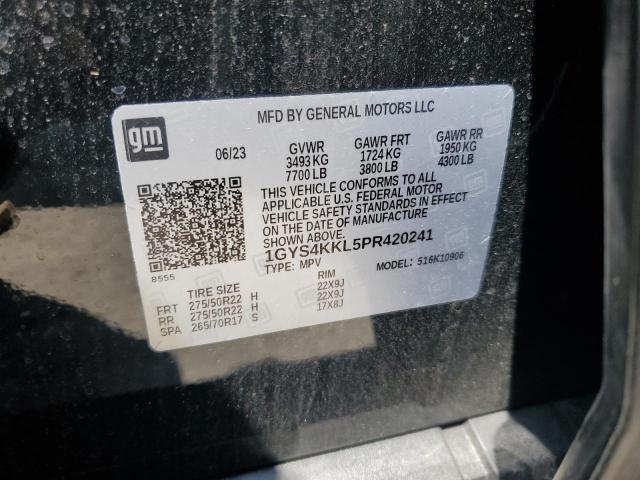 MFD BY GENERAL MOTORS LLC
gm
06/23
GVWR
3493 KG
7700 LB
GAWR FRT
1724 KG
3800 LB
GAWR RR
1950 KG
4300 LB
THIS VEHICLE CONFORMS TO ALL
APPLICABLE U.S. FEDERAL MOTOR
VEHICLE SAFETY STANDARDS IN EFFECT
ON THE DATE OF MANUFACTURE
SHOWN ABOVE.
1GYS4KKL5PR420241
TYPE: MPV
MODEL: 516K10906
8555
TIRE SIZE RIM
FRT 275/50R22 H 22X9J
RR 275/50R22 H 22X9J
SPA 265/70R17 S 17X8J